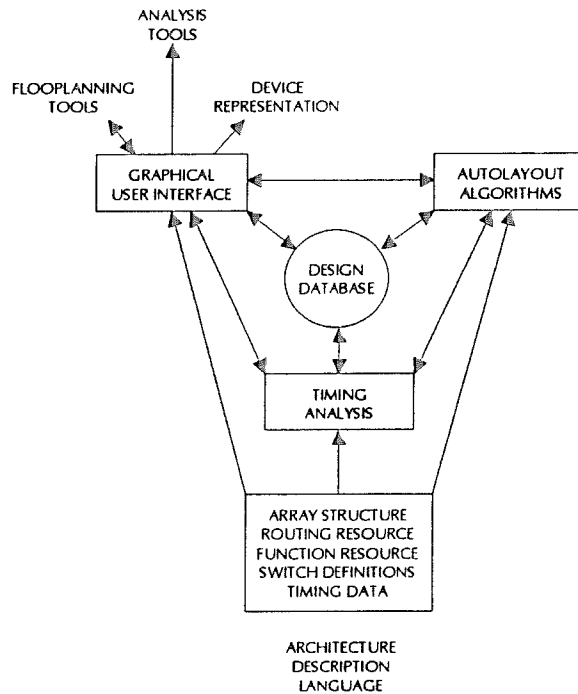 ANALYSIS
TOOLS
FLOOPLANNING
TOOLS
DEVICE
REPRESENTATION
GRAPHICAL
USER INTERFACE
AUTOLAYOUT
ALGORITHMS
DESIGN
DATABASE
TIMING
ANALYSIS
ARRAY STRUCTURE
ROUTING RESOURCE
FUNCTION RESOURCE
SWITCH DEFINITIONS
TIMING DATA
ARCHITECTURE
DESCRIPTION
LANGUAGE